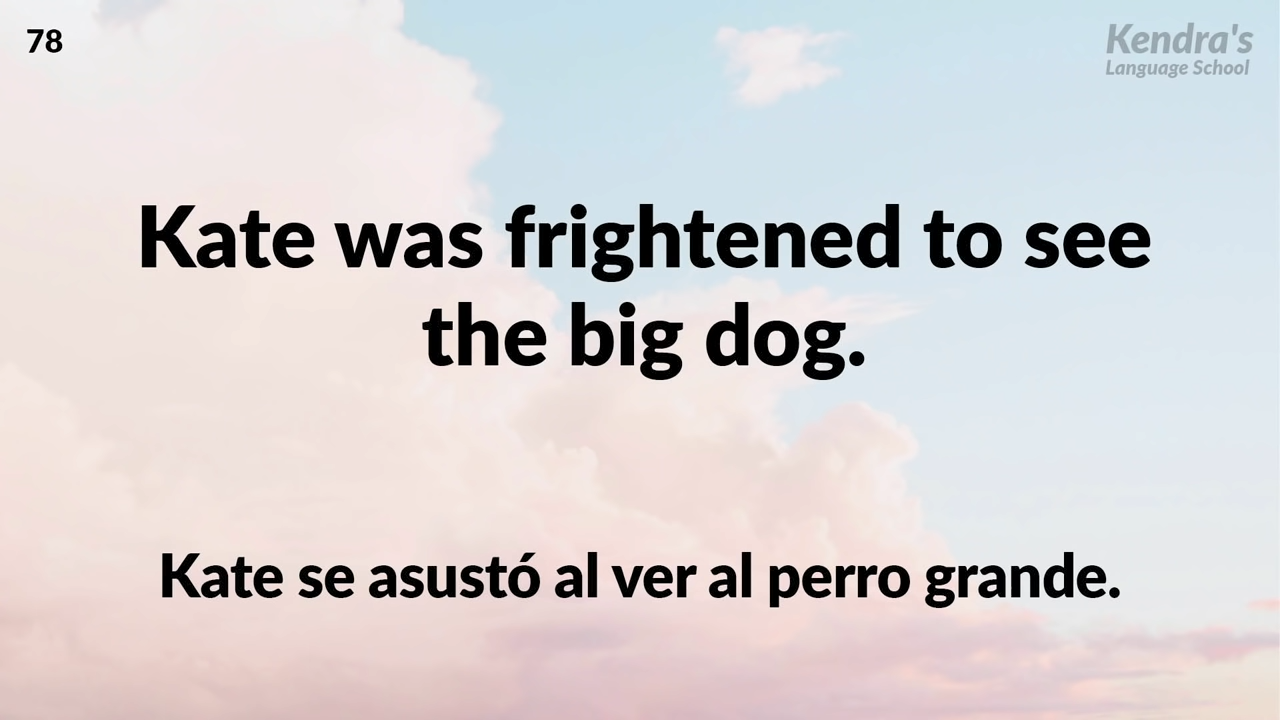 78
Kendra's
Language School
Kate was frightened to see
the big dog.
Kate se asustó al ver al perro grande.